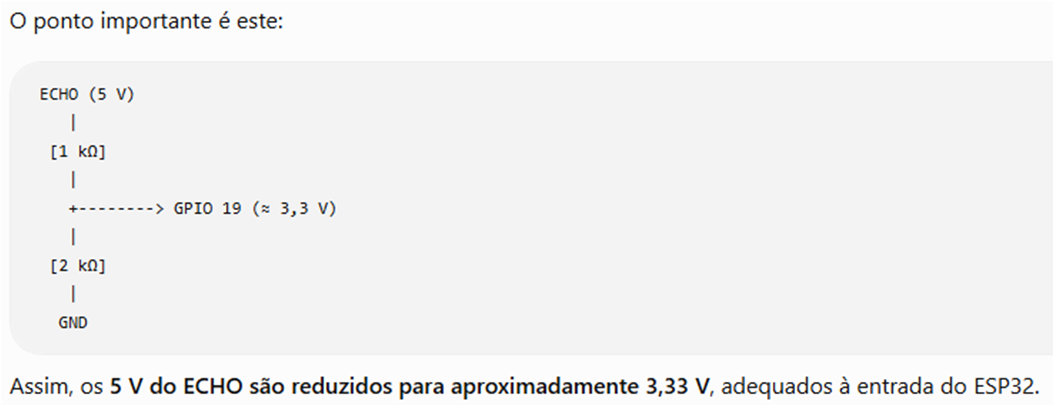 O ponto importante é este:
ECHO (5 V)
|
[1 kΩ]
|
+--------> GPIO 19 (≈ 3,3 V)
|
[2 kΩ]
|
GND
Assim, os 5 V do ECHO são reduzidos para aproximadamente 3,33 V, adequados à entrada do ESP32.